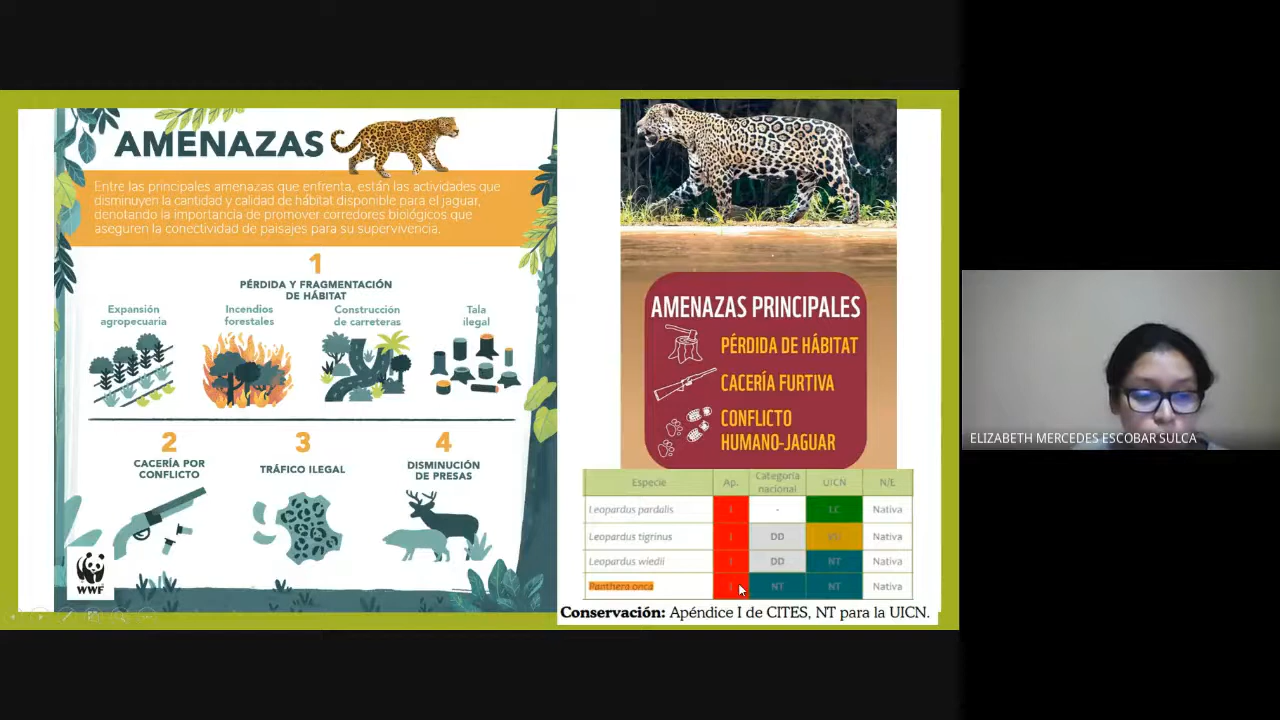 AMENAZAS
Entre las principales amenazas que enfrenta, están las actividades que
disminuyen la cantidad y calidad de hábitat disponible para el jaguar,
denotando la importancia de promover corredores biológicos que
aseguren la conectividad de paisajes para su supervivencia.
1
PÉRDIDA Y FRAGMENTACIÓN
DE HÁBITAT
Expansión
agropecuaria
Incendios
forestales
Construcción
de carreteras
Tala
ilegal
2
CACERÍA POR
CONFLICTO
3
TRÁFICO ILEGAL
4
DISMINUCIÓN
DE PRESAS
WWF
AMENAZAS PRINCIPALES
PÉRDIDA DE HÁBITAT
CACERÍA FURTIVA
CONFLICTO
HUMANO-JAGUAR
Especie Ap. Categoría nacional UICN N/E
Leopardus pardalis I - LC Nativa
Leopardus tigrinus I DD VU Nativa
Leopardus wiedii I DD NT Nativa
Panthera onca I NT NT Nativa
Conservación: Apéndice I de CITES, NT para la UICN.
ELIZABETH MERCEDES ESCOBAR SULCA